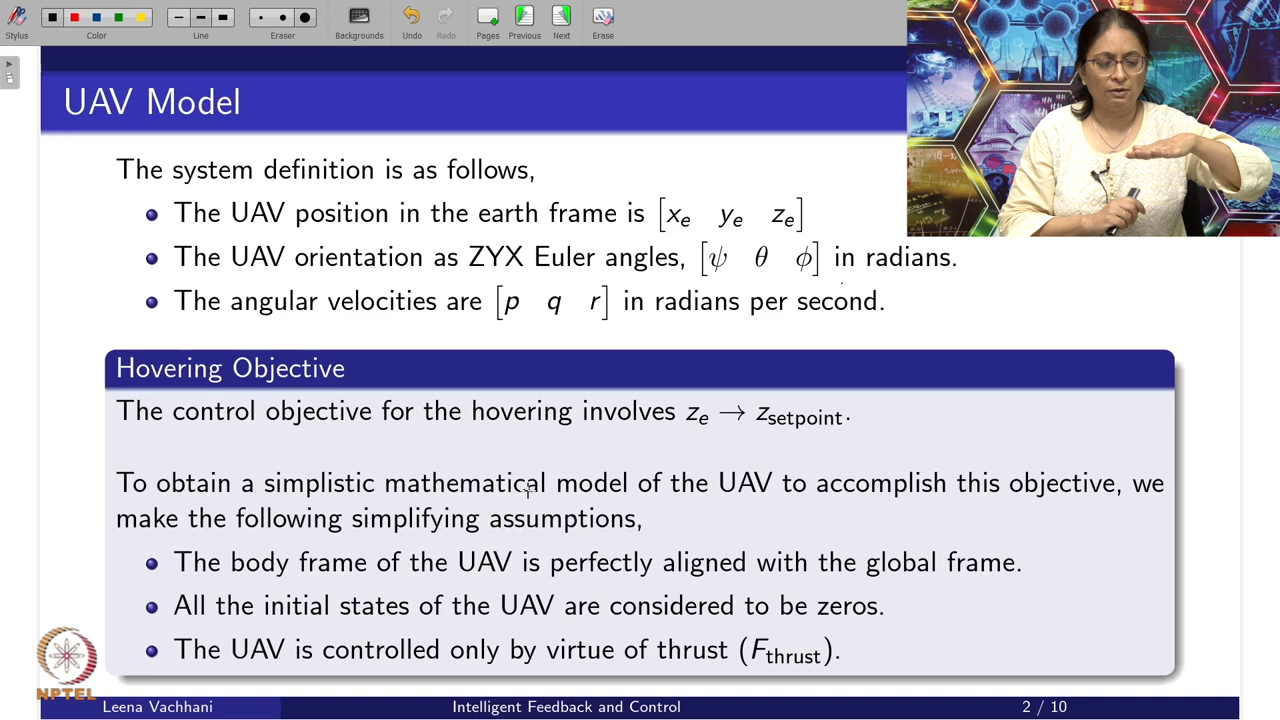 Stylus
Color
Line
Eraser
Backgrounds
Undo
Redo
Pages
Previous
Next
Erase
UAV Model
The system definition is as follows,
The UAV position in the earth frame is [xₑ yₑ zₑ]
The UAV orientation as ZYX Euler angles, [ψ θ ϕ] in radians.
The angular velocities are [p q r] in radians per second.
Hovering Objective
The control objective for the hovering involves zₑ → z_setpoint.
To obtain a simplistic mathematical model of the UAV to accomplish this objective, we
make the following simplifying assumptions,
The body frame of the UAV is perfectly aligned with the global frame.
All the initial states of the UAV are considered to be zeros.
The UAV is controlled only by virtue of thrust (F_thrust).
NPTEL
Leena Vachhani Intelligent Feedback and Control 2 / 10